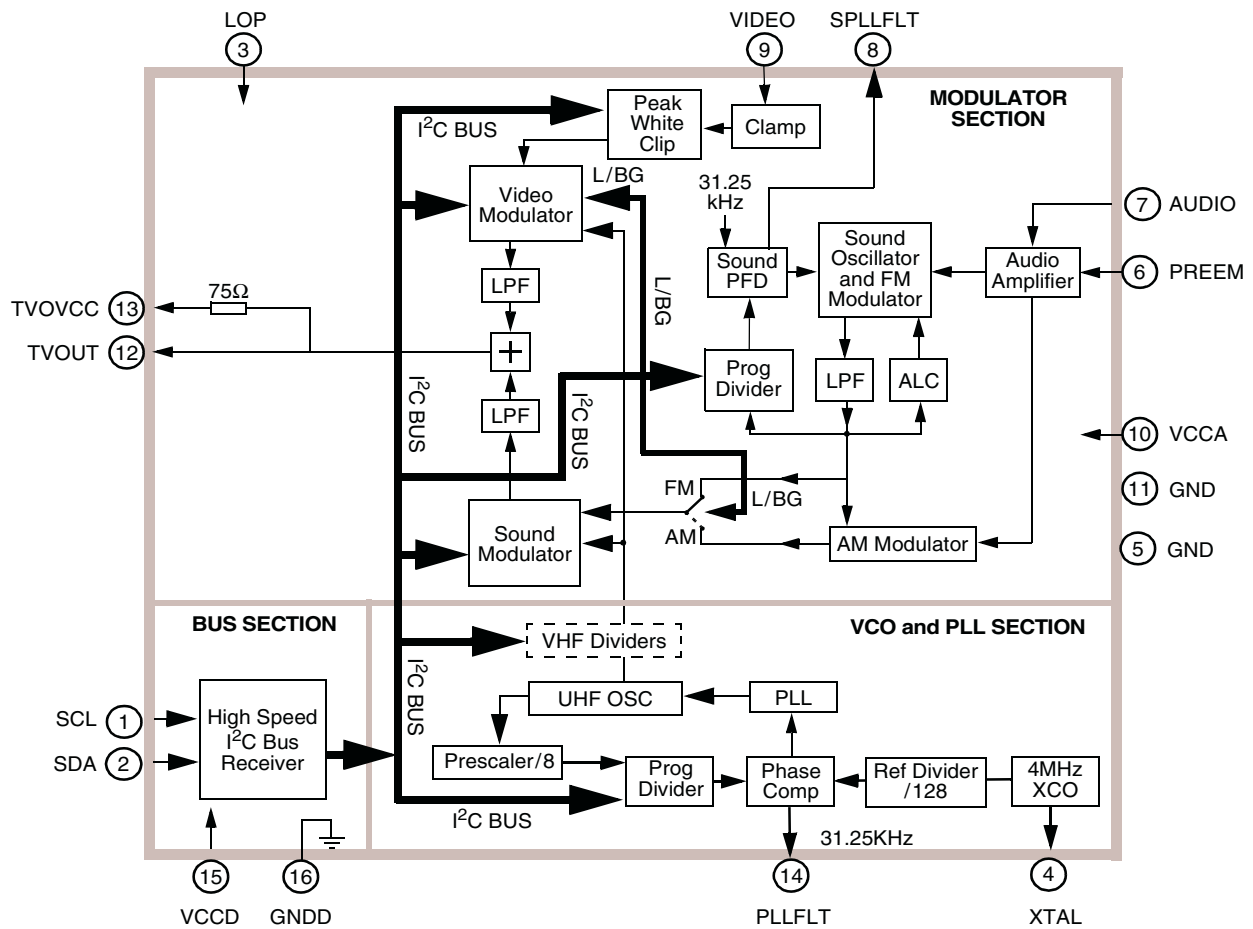 LOP
3
VIDEO
9
SPLLFLT
8
MODULATOR
SECTION
I²C BUS
Peak
White
Clip
Clamp
L/BG
Video
Modulator
31.25
kHz
7 AUDIO
Sound
PFD
Sound
Oscillator
and FM
Modulator
Audio
Amplifier
6 PREEM
LPF
L/BG
TVOVCC 13
75Ω
TVOUT 12
+
Prog
Divider
LPF
ALC
I²C BUS
LPF
I²C BUS
10 VCCA
FM
L/BG
11 GND
Sound
Modulator
AM
AM Modulator
5 GND
BUS SECTION
VCO and PLL SECTION
VHF Dividers
I²C BUS
UHF OSC
PLL
SCL 1
High Speed
I²C Bus
Receiver
SDA 2
Prescaler/8
Prog
Divider
Phase
Comp
Ref Divider
/128
4MHz
XCO
I²C BUS
31.25KHz
15
VCCD
16
GNDD
14
PLLFLT
4
XTAL